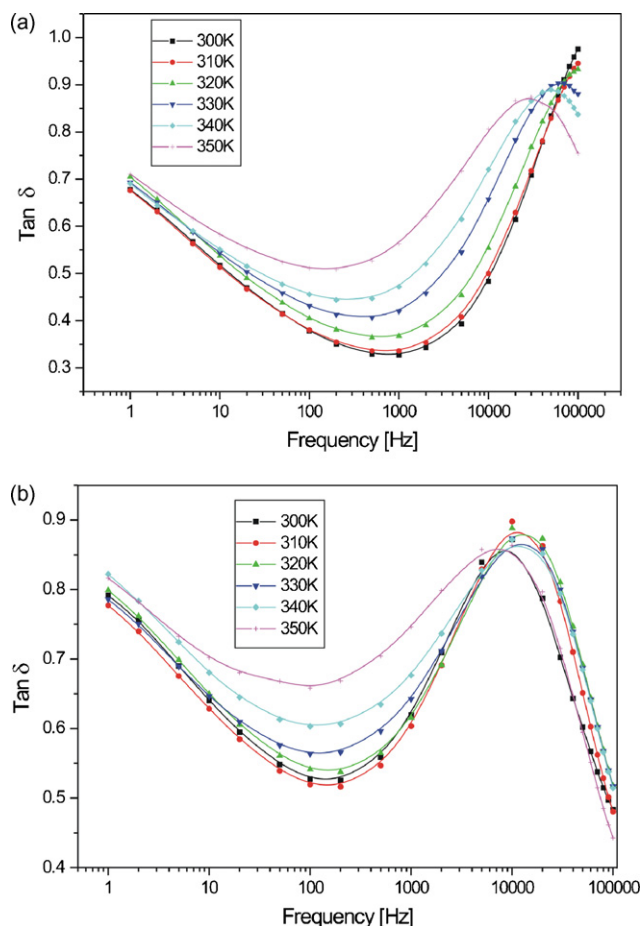 (a)
1.0
0.9
0.8
0.7
0.6
0.5
0.4
0.3
Tan δ
300K
310K
320K
330K
340K
350K
1 10 100 1000 10000 100000
Frequency [Hz]
(b)
0.9
0.8
0.7
0.6
0.5
0.4
Tan δ
300K
310K
320K
330K
340K
350K
1 10 100 1000 10000 100000
Frequency [Hz]